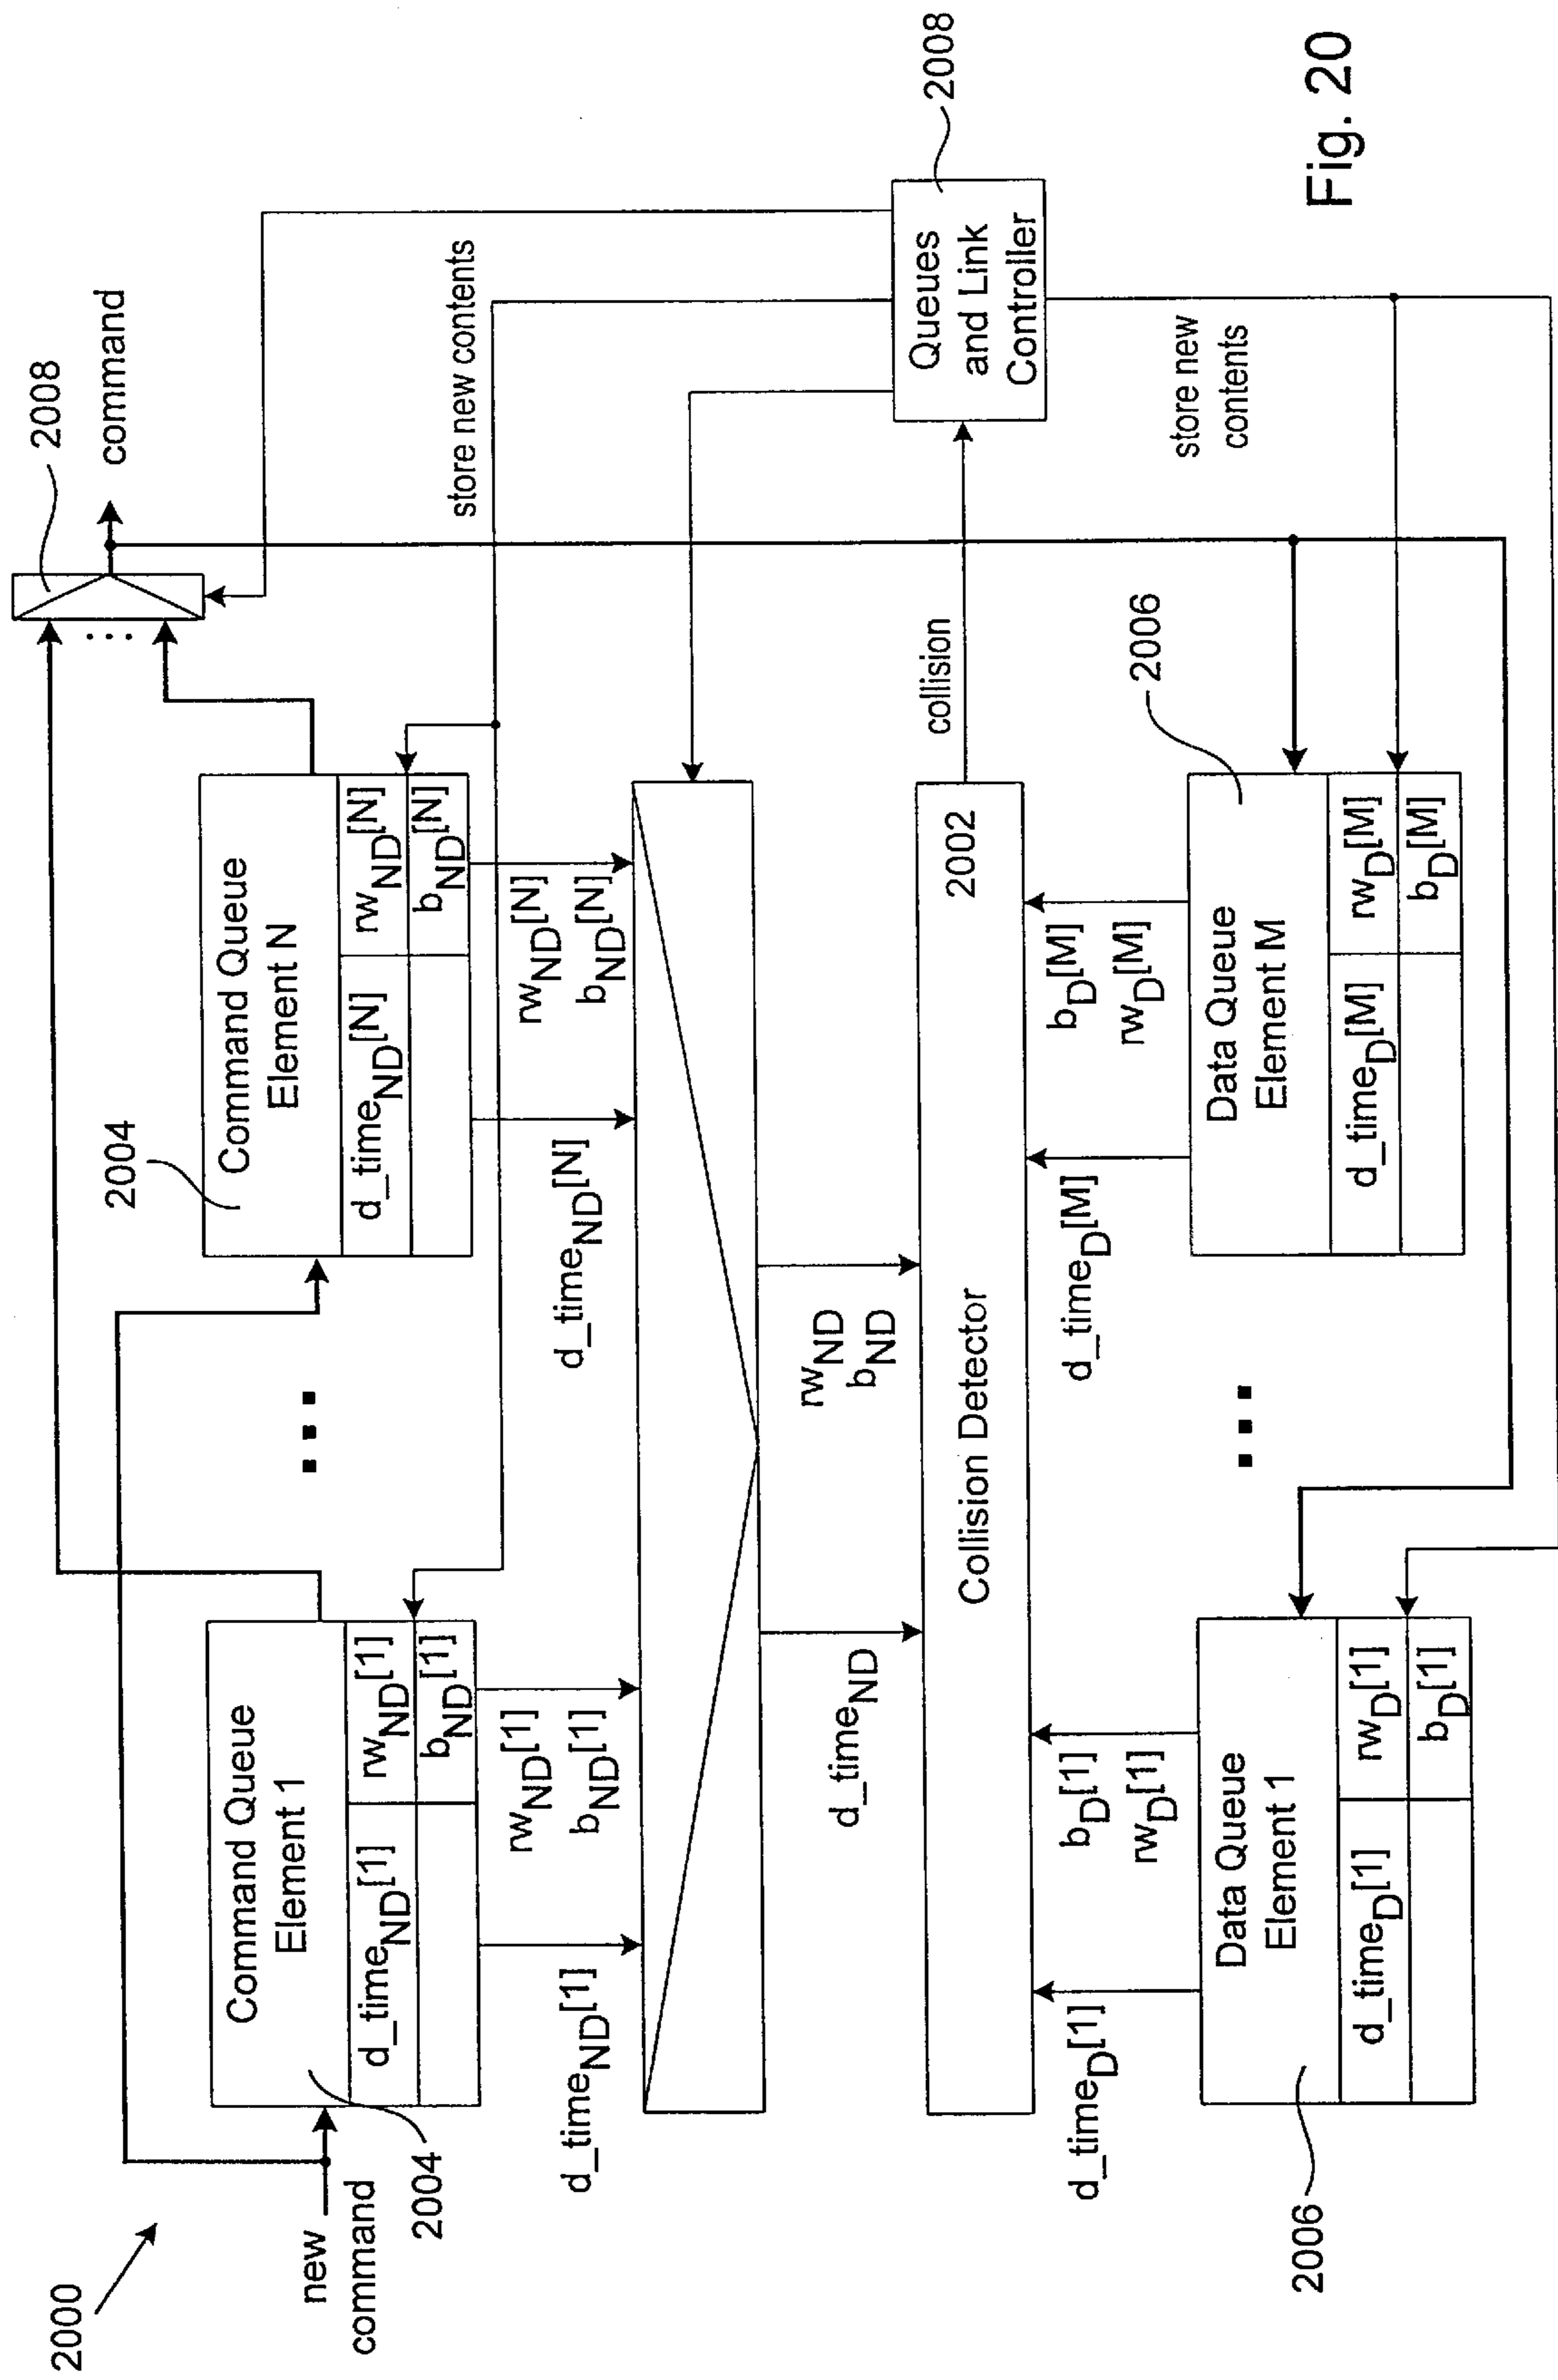 2000
new
command
2004
Command Queue
Element 1
d_time_ND[1]
rw_ND[1]
b_ND[1]
2004
Command Queue
Element N
d_time_ND[N]
rw_ND[N]
b_ND[N]
2008
command
store new contents
d_time_ND[1]
rw_ND[1]
b_ND[1]
d_time_ND[N]
rw_ND[N]
b_ND[N]
d_time_ND
rw_ND
b_ND
Collision Detector
2002
collision
Queues
and Link
Controller
2008
store new
contents
d_time_D[1]
b_D[1]
rw_D[1]
d_time_D[M]
b_D[M]
rw_D[M]
2006
Data Queue
Element 1
d_time_D[1]
rw_D[1]
b_D[1]
2006
Data Queue
Element M
d_time_D[M]
rw_D[M]
b_D[M]
Fig. 20